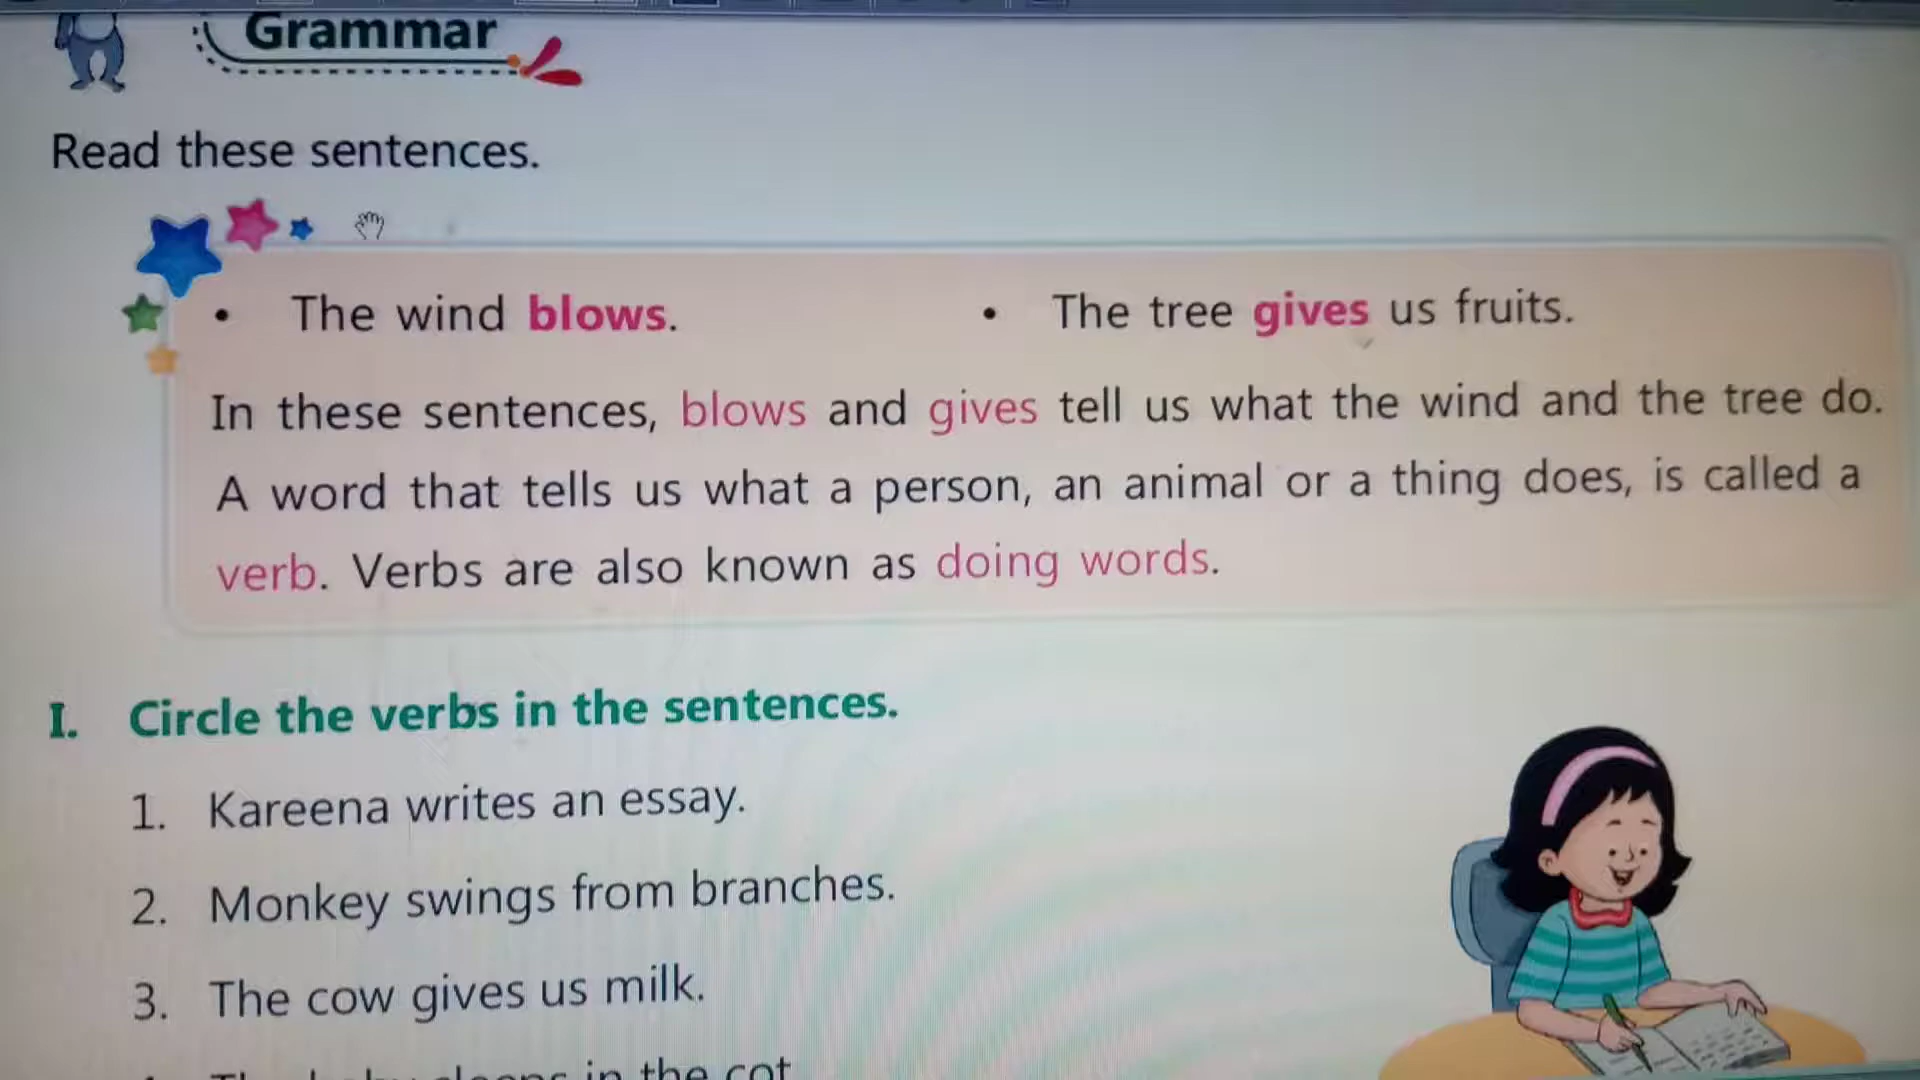 Grammar
Read these sentences.
• The wind blows. • The tree gives us fruits.
In these sentences, blows and gives tell us what the wind and the tree do.
A word that tells us what a person, an animal or a thing does, is called a
verb. Verbs are also known as doing words.
I. Circle the verbs in the sentences.
1. Kareena writes an essay.
2. Monkey swings from branches.
3. The cow gives us milk.
in the cot